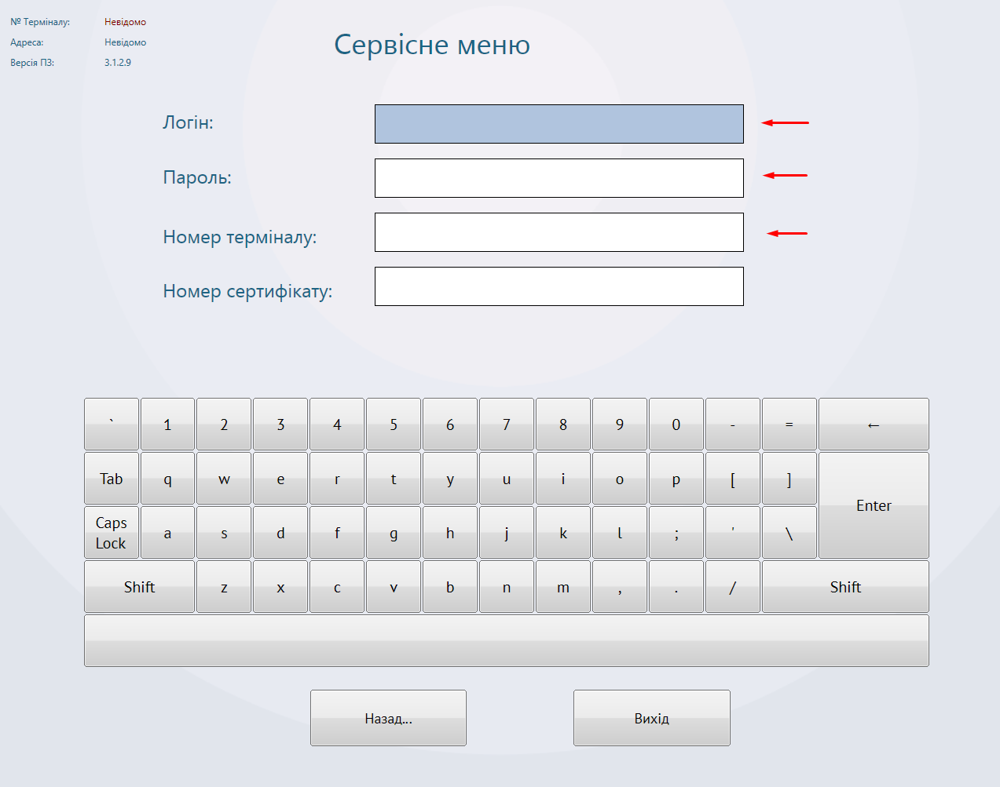 № Терміналу: Невідомо
Адреса: Невідомо
Версія ПЗ: 3.1.2.9
Сервісне меню
Логін:
Пароль:
Номер терміналу:
Номер сертифікату:
` 1 2 3 4 5 6 7 8 9 0 - = ←
Tab q w e r t y u i o p [ ]
Enter
Caps Lock a s d f g h j k l ; ' \
Shift z x c v b n m , . / Shift
Назад... Вихід